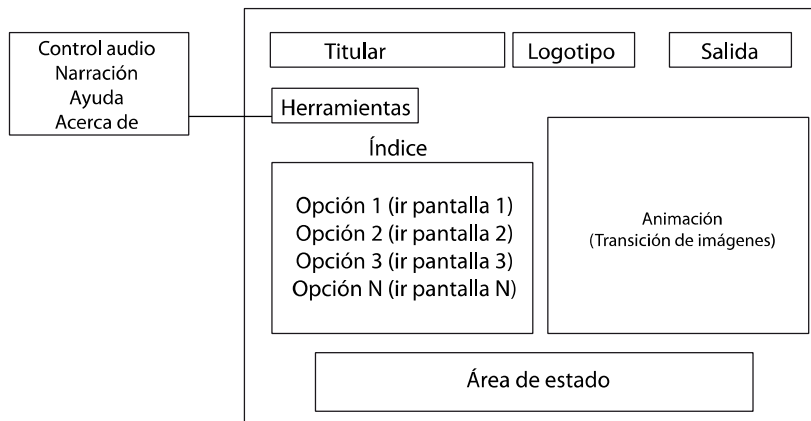 Control audio
Narración
Ayuda
Acerca de
Titular
Logotipo
Salida
Herramientas
Índice
Opción 1 (ir pantalla 1)
Opción 2 (ir pantalla 2)
Opción 3 (ir pantalla 3)
Opción N (ir pantalla N)
Animación
(Transición de imágenes)
Área de estado